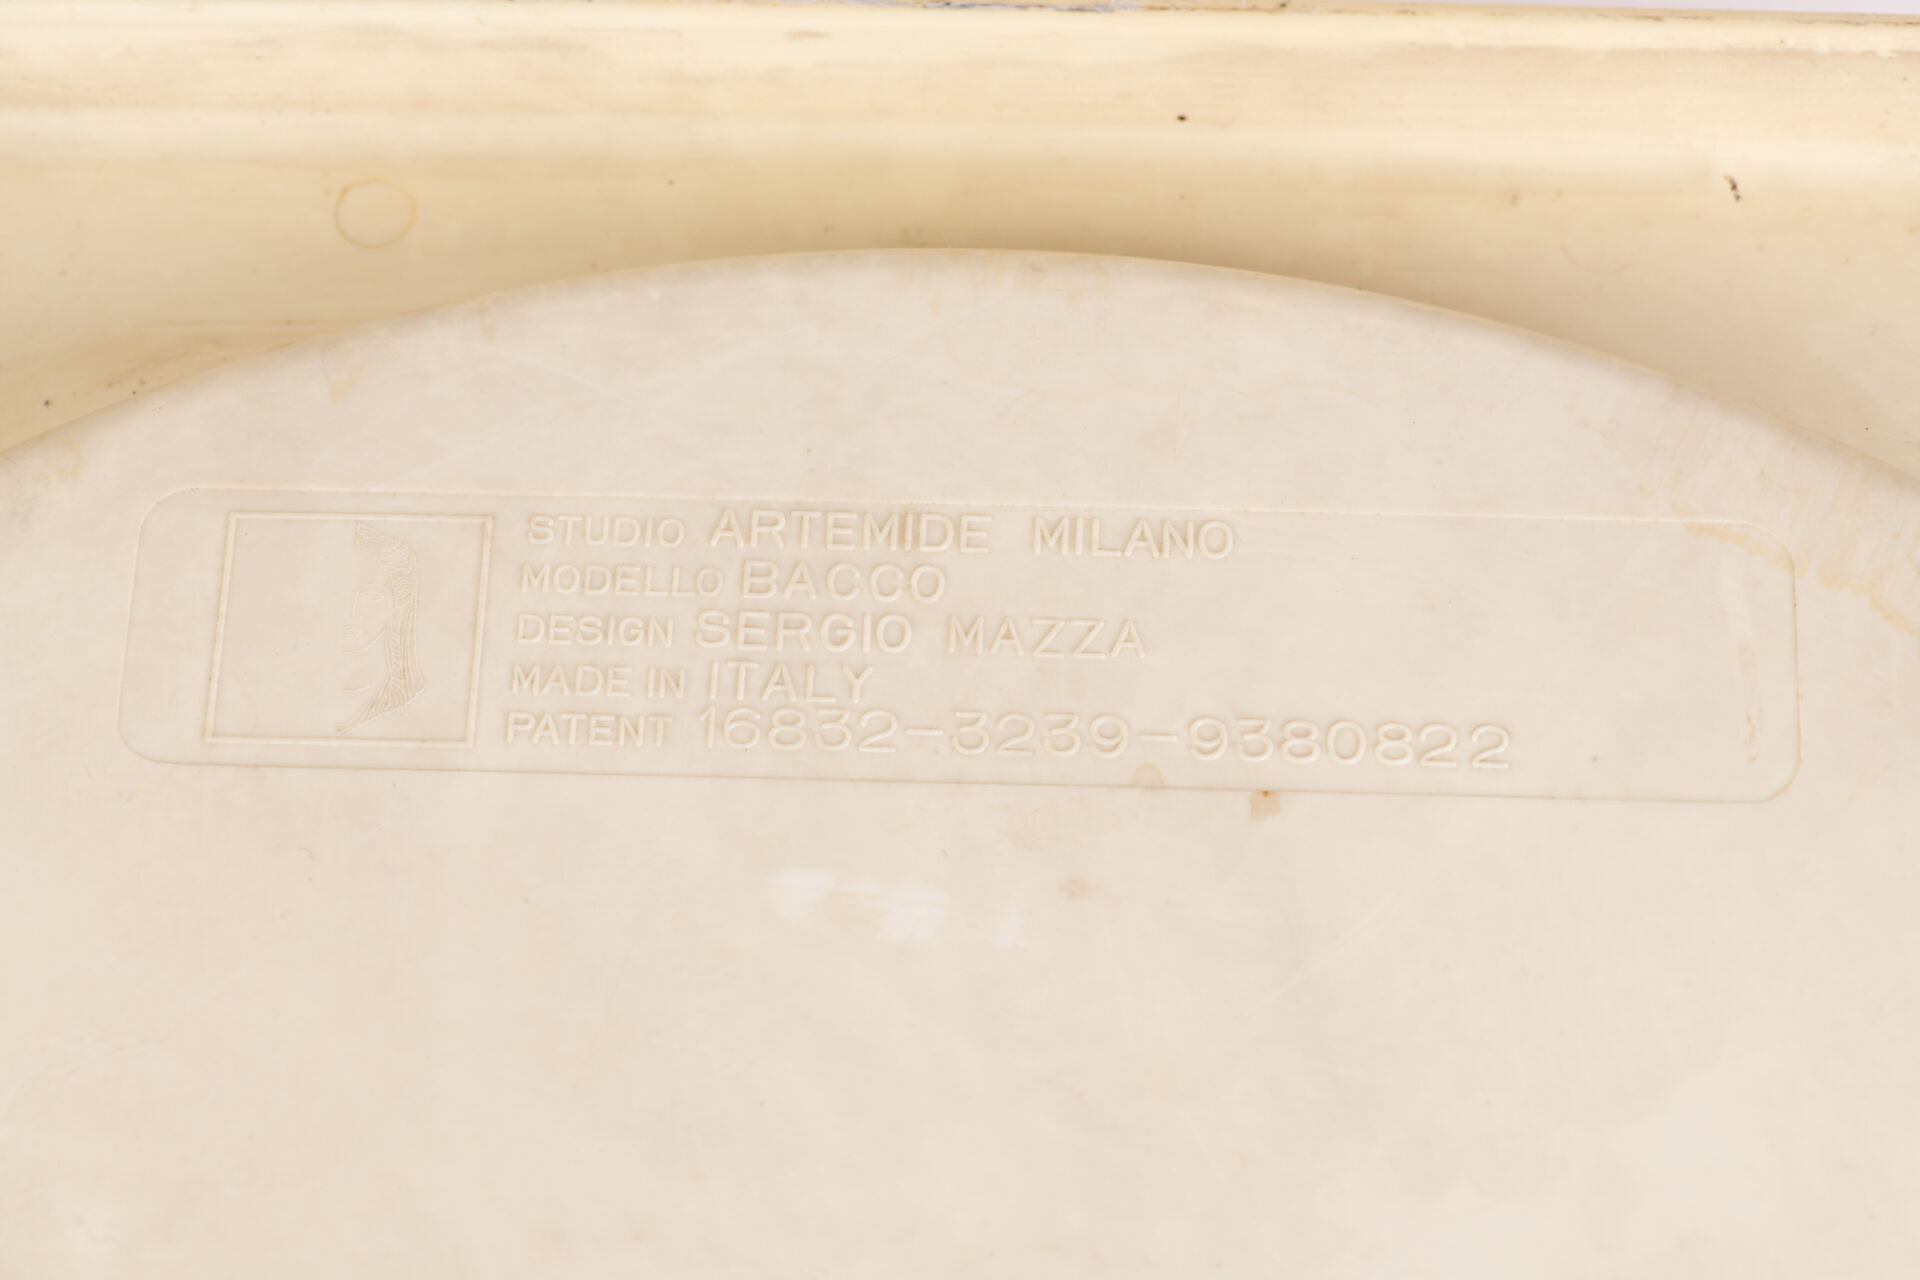 STUDIO ARTEMIDE MILANO
MODELLO BACCO
DESIGN SERGIO MAZZA
MADE IN ITALY
PATENT 16832-3239-9380822